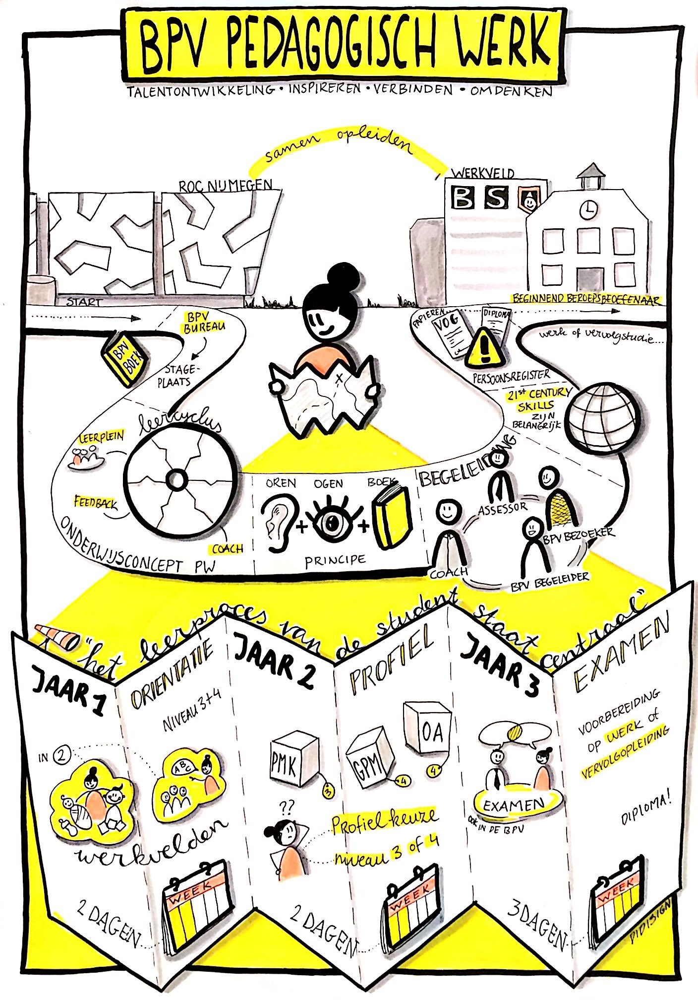 BPV PEDAGOGISCH WERK
TALENTONTWIKKELING • INSPIREREN • VERBINDEN • OMDENKEN
samen opleiden
ROC NIJMEGEN
WERKVELD
B S A
START
BEGINNEND BEROEPSBEOEFENAAR
BPV
BUREAU
PAPIEREN
VOG
DIPLOMA
werk of vervolgstudie...
BPV
BOEK
STAGE-
PLAATS
!
PERSOONSREGISTER
21st CENTURY
SKILLS
ZIJN
BELANGRIJK
X
leercyclus
LEERPLEIN
FEEDBACK
COACH
ONDERWIJSCONCEPT PW
OREN OGEN BOEK
+ +
PRINCIPE
BEGELEIDING
ASSESSOR
BPV BEZOEKER
COACH
BPV BEGELEIDER
"het leerproces van de student staat centraal"
JAAR 1
ORIENTATIE
NIVEAU 3+4
IN 2
ABC
werkvelden
2 DAGEN
WEEK
JAAR 2
PROFIEL
PMK
3
GPM
4
OA
4
??
Profielkeuze
niveau 3 of 4
2 DAGEN
WEEK
JAAR 3
EXAMEN
EXAMEN
OOK IN DE BPV
VOORBEREIDING
OP WERK of
VERVOLGOPLEIDING
DIPLOMA!
3 DAGEN
WEEK
DIDISIGN